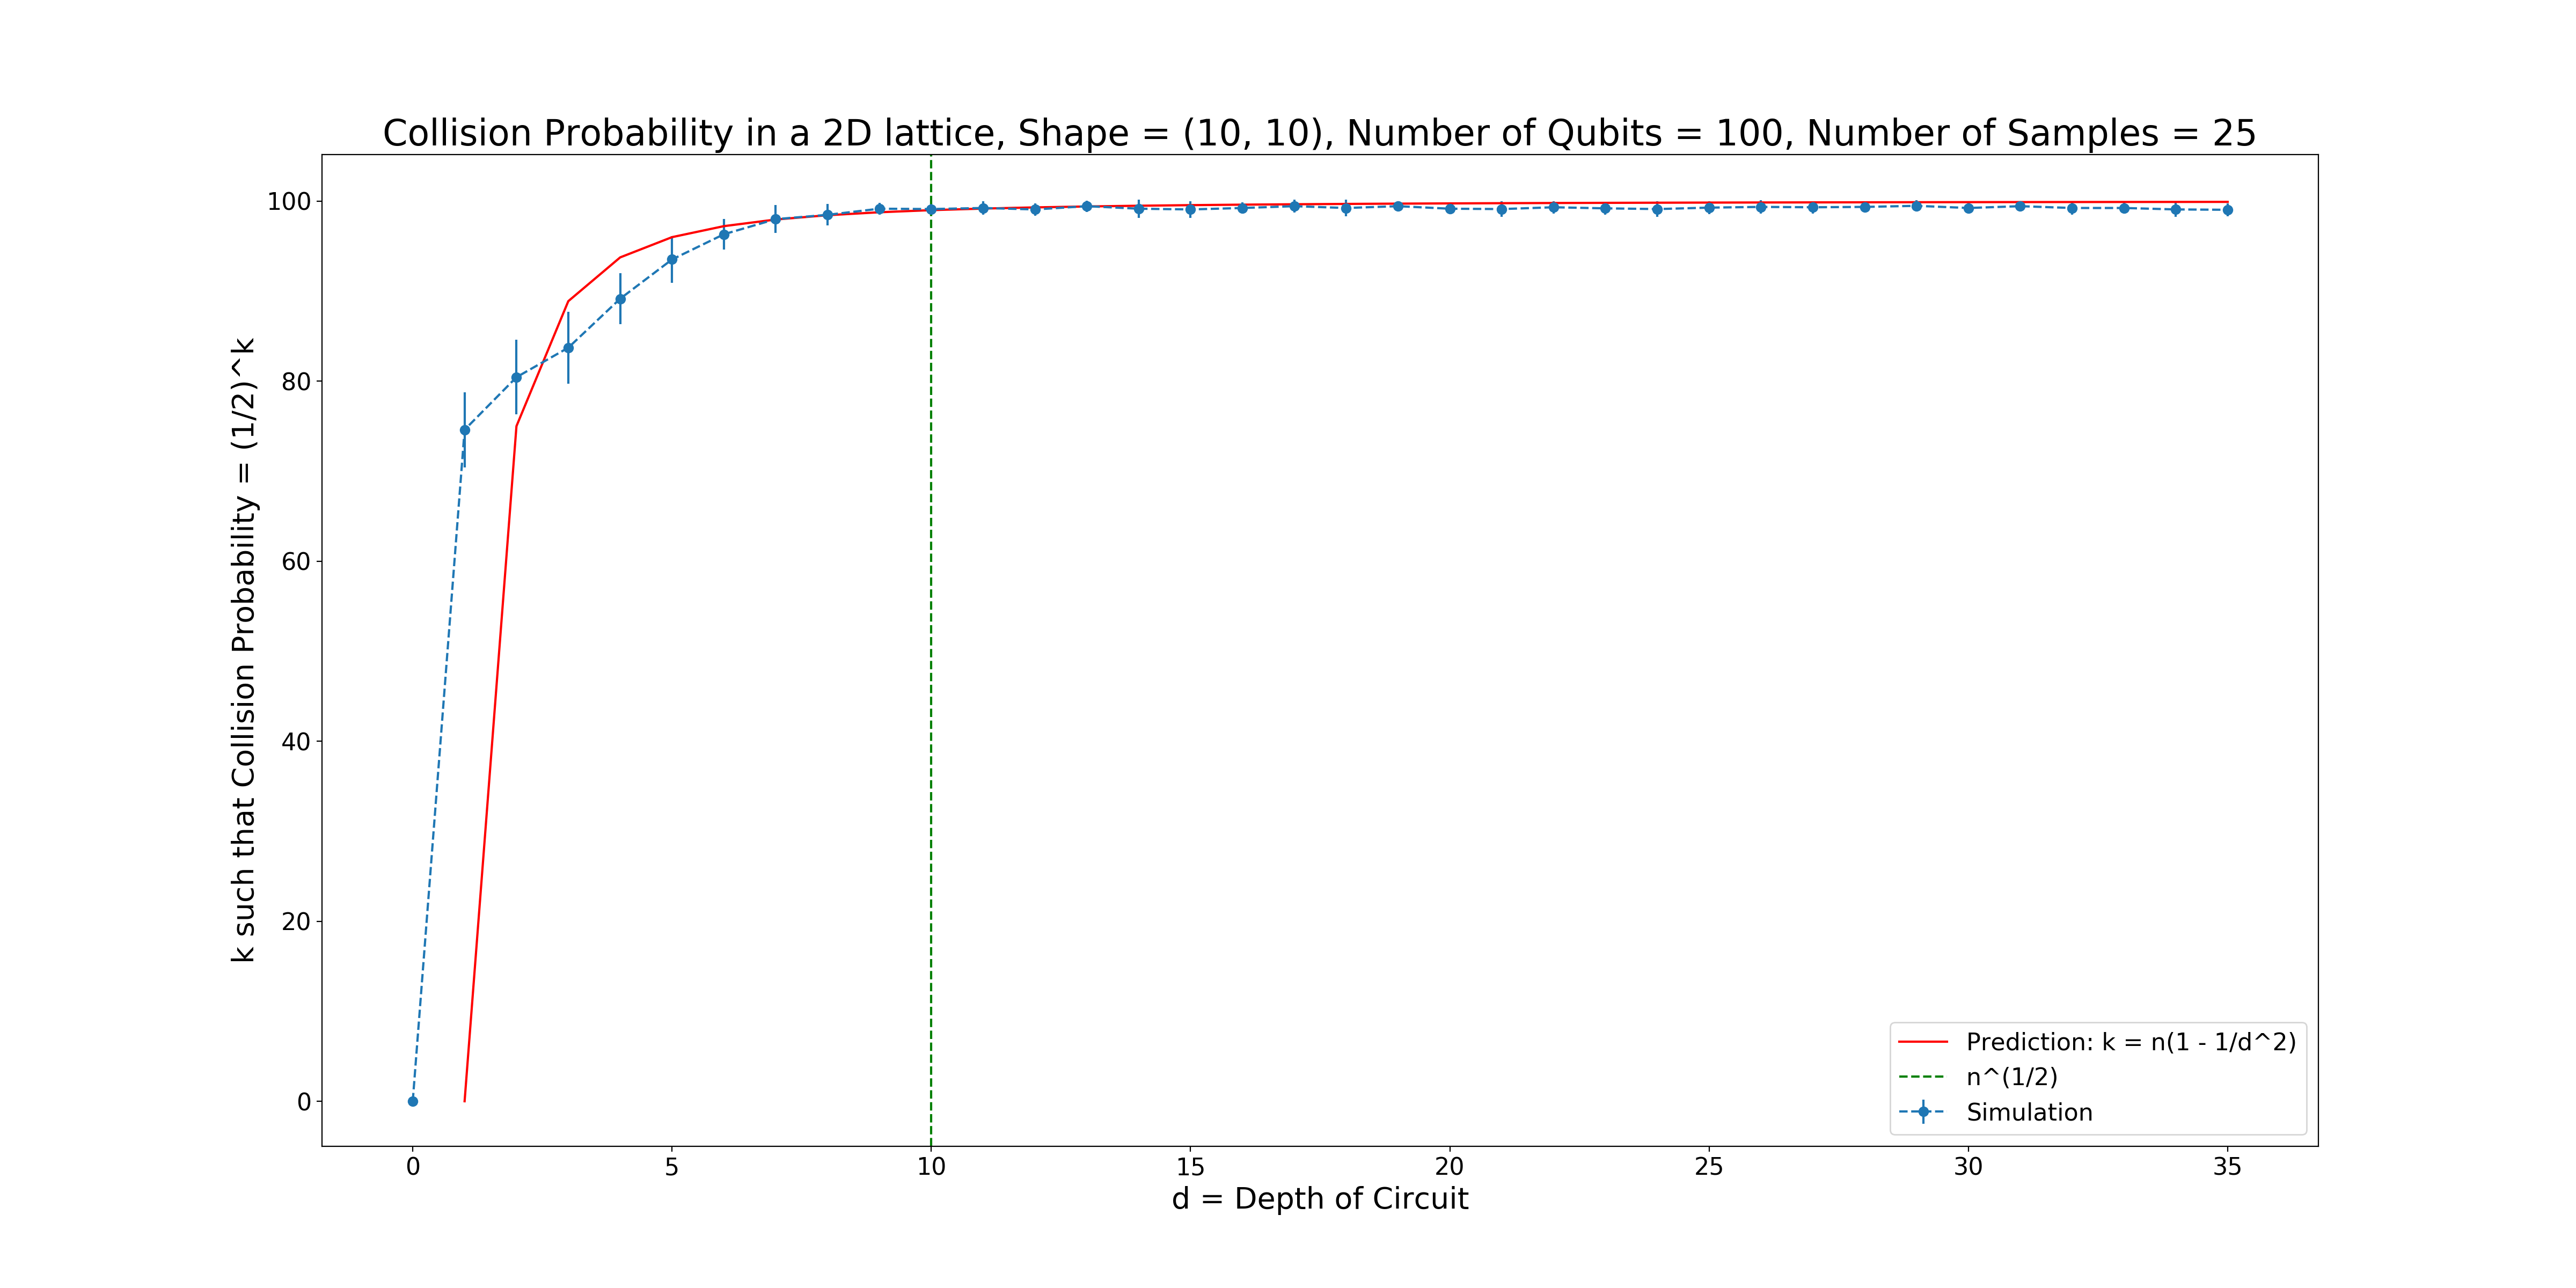 Collision Probability in a 2D lattice, Shape = (10, 10), Number of Qubits = 100, Number of Samples = 25
k such that Collision Probability = (1/2)^k
100
80
60
40
20
0
Prediction: k = n(1 - 1/d^2)
n^(1/2)
Simulation
0 5 10 15 20 25 30 35
d = Depth of Circuit